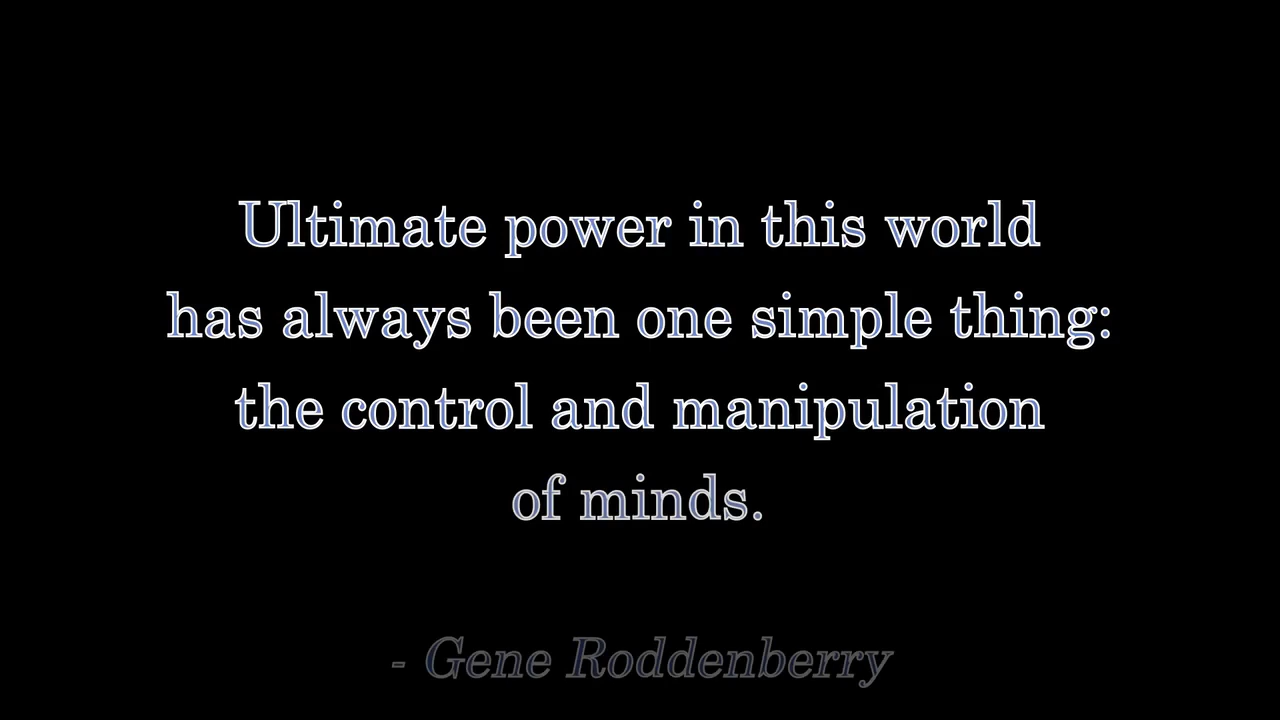 Ultimate power in this world
has always been one simple thing:
the control and manipulation
of minds.
- Gene Roddenberry